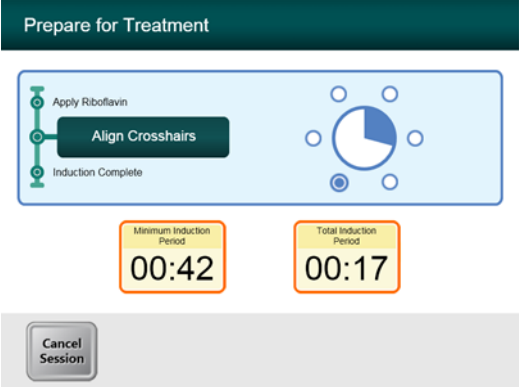 Prepare for Treatment
Apply Riboflavin
Align Crosshairs
Induction Complete
Minimum Induction
Period
00:42
Total Induction
Period
00:17
Cancel
Session